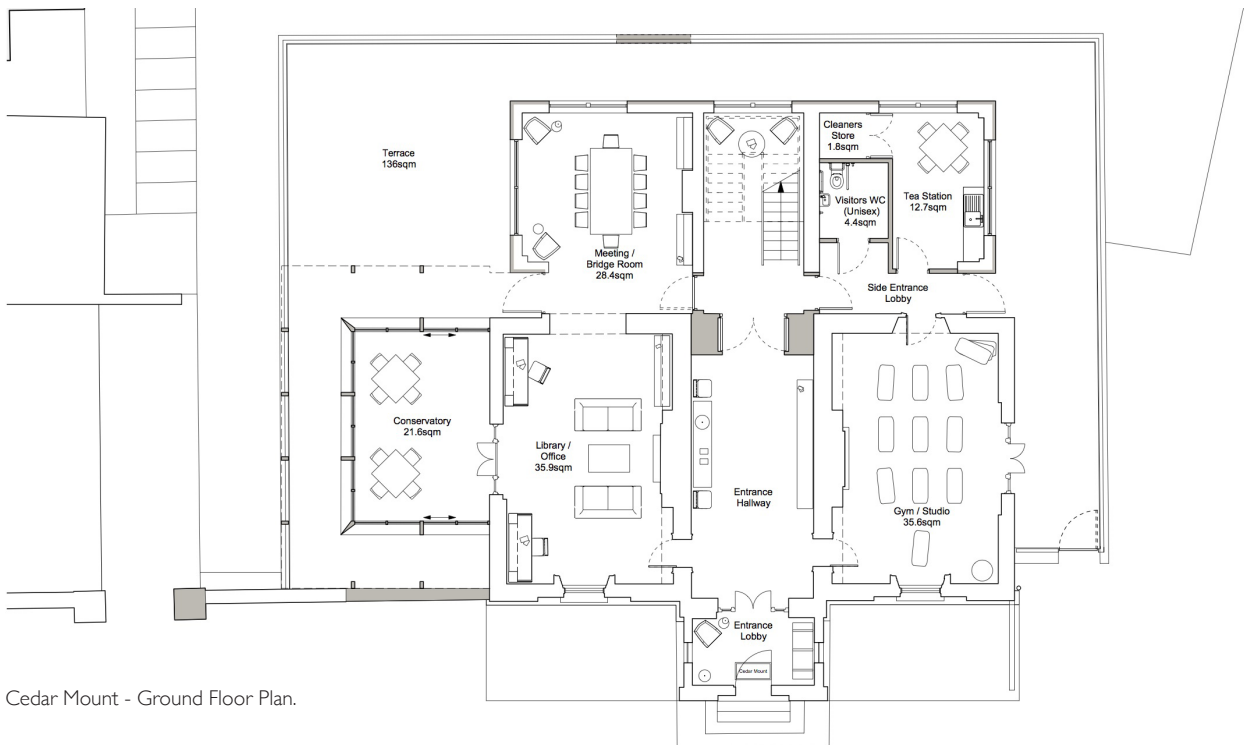 Cleaners
Store
1.8sqm
Terrace
136sqm
Visitors WC
(Unisex)
4.4sqm
Tea Station
12.7sqm
Meeting /
Bridge Room
28.4sqm
Side Entrance
Lobby
Conservatory
21.6sqm
Library /
Office
35.9sqm
Entrance
Hallway
Gym / Studio
35.6sqm
Entrance
Lobby
Cedar Mount
Cedar Mount - Ground Floor Plan.